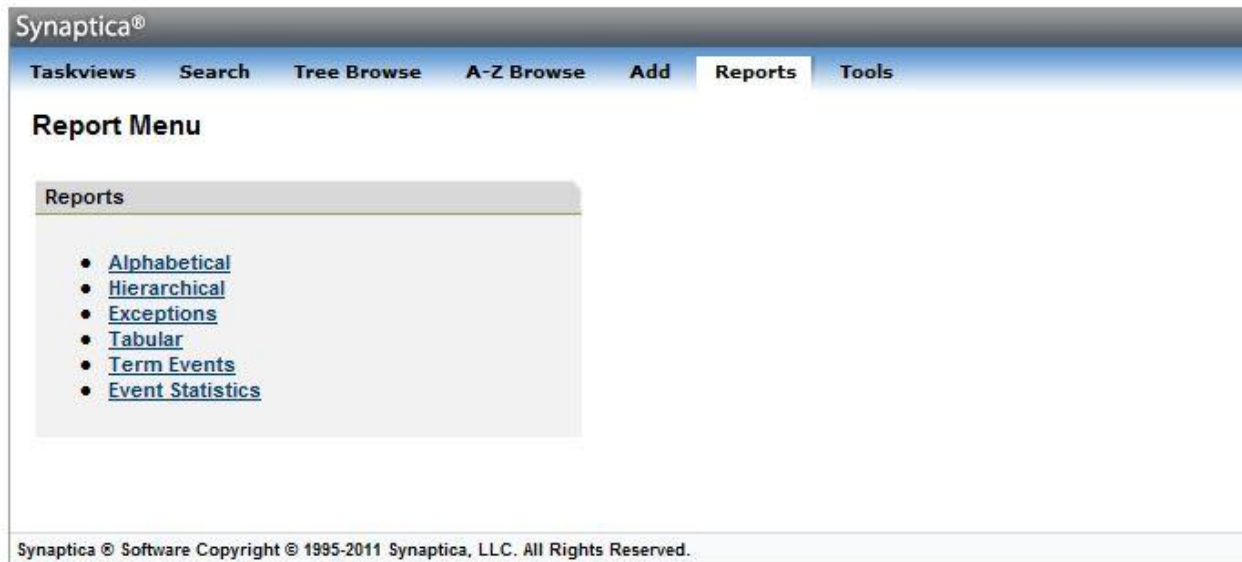 Synaptica®
Taskviews Search Tree Browse A-Z Browse Add Reports Tools
Report Menu
Reports
Alphabetical
Hierarchical
Exceptions
Tabular
Term Events
Event Statistics
Synaptica ® Software Copyright © 1995-2011 Synaptica, LLC. All Rights Reserved.